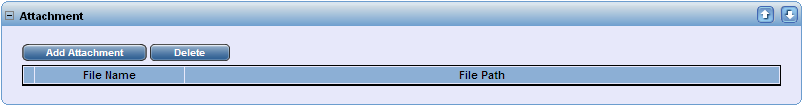 Attachment
Add Attachment Delete
File Name File Path